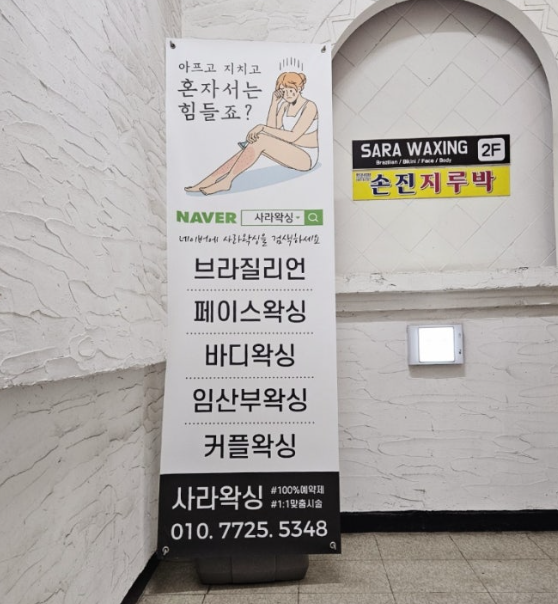 아프고 지치고
혼자서는
힘들죠?
NAVER 사라왁싱-
네이버에 사라왁싱을 검색하세요
브라질리언
페이스왁싱
바디왁싱
임산부왁싱
커플왁싱
사라왁싱 #100%예약제
#1:1맞춤시술
010. 7725. 5348
SARA WAXING 2F
Brazilian / Bikini / Face / Body
손진지루박